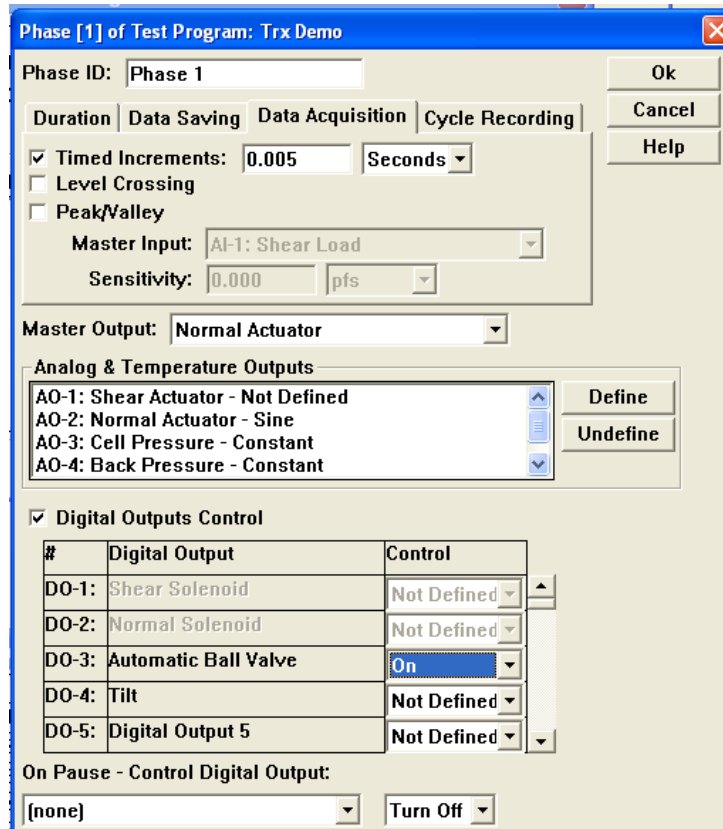 Phase [1] of Test Program: Trx Demo
Phase ID: Phase 1
Ok
Cancel
Help
Duration Data Saving Data Acquisition Cycle Recording
Timed Increments: 0.005 Seconds
Level Crossing
Peak/Valley
Master Input: AI-1: Shear Load
Sensitivity: 0.000 pfs
Master Output: Normal Actuator
Analog & Temperature Outputs
AO-1: Shear Actuator - Not Defined
AO-2: Normal Actuator - Sine
AO-3: Cell Pressure - Constant
AO-4: Back Pressure - Constant
Define
Undefine
Digital Outputs Control
# Digital Output Control
DO-1: Shear Solenoid Not Defined
DO-2: Normal Solenoid Not Defined
DO-3: Automatic Ball Valve On
DO-4: Tilt Not Defined
DO-5: Digital Output 5 Not Defined
On Pause - Control Digital Output:
(none) Turn Off